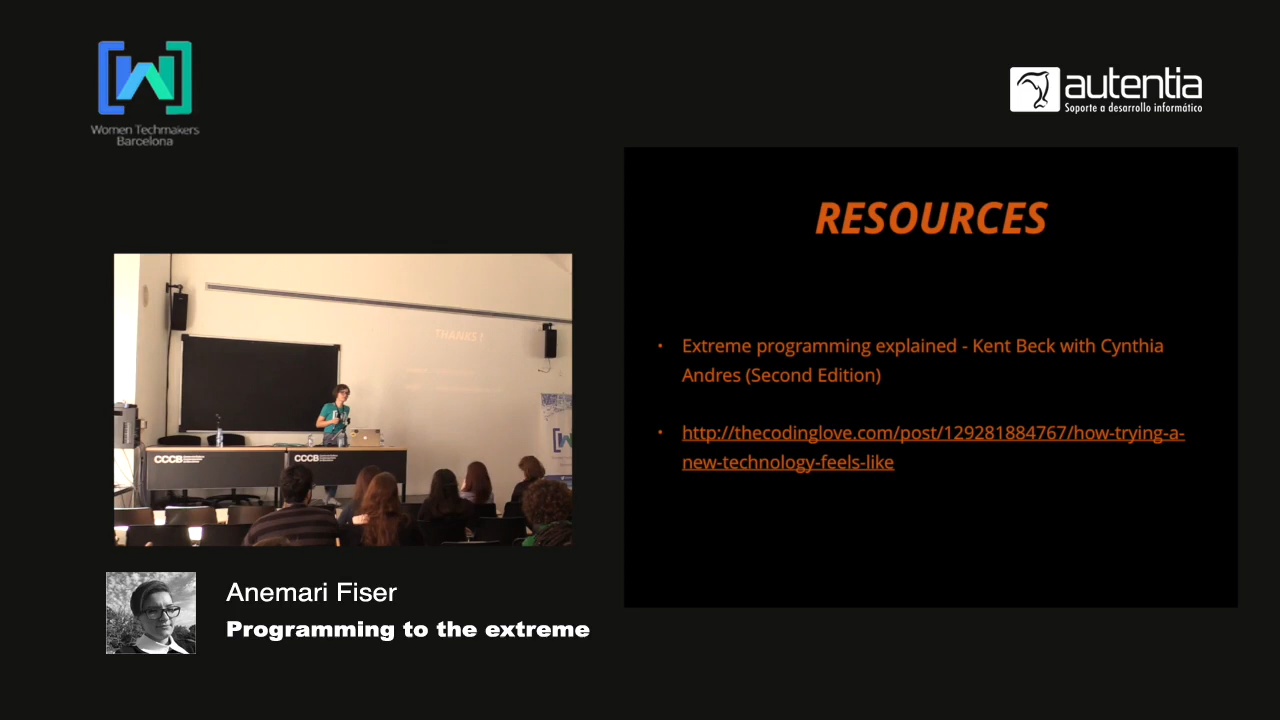 Women Techmakers
Barcelona
autentia
Soporte a desarrollo informático
RESOURCES
• Extreme programming explained - Kent Beck with Cynthia
Andres (Second Edition)
• http://thecodinglove.com/post/129281884767/how-trying-a-
new-technology-feels-like
THANKS!
CCCB
CCCB
Anemari Fiser
Programming to the extreme